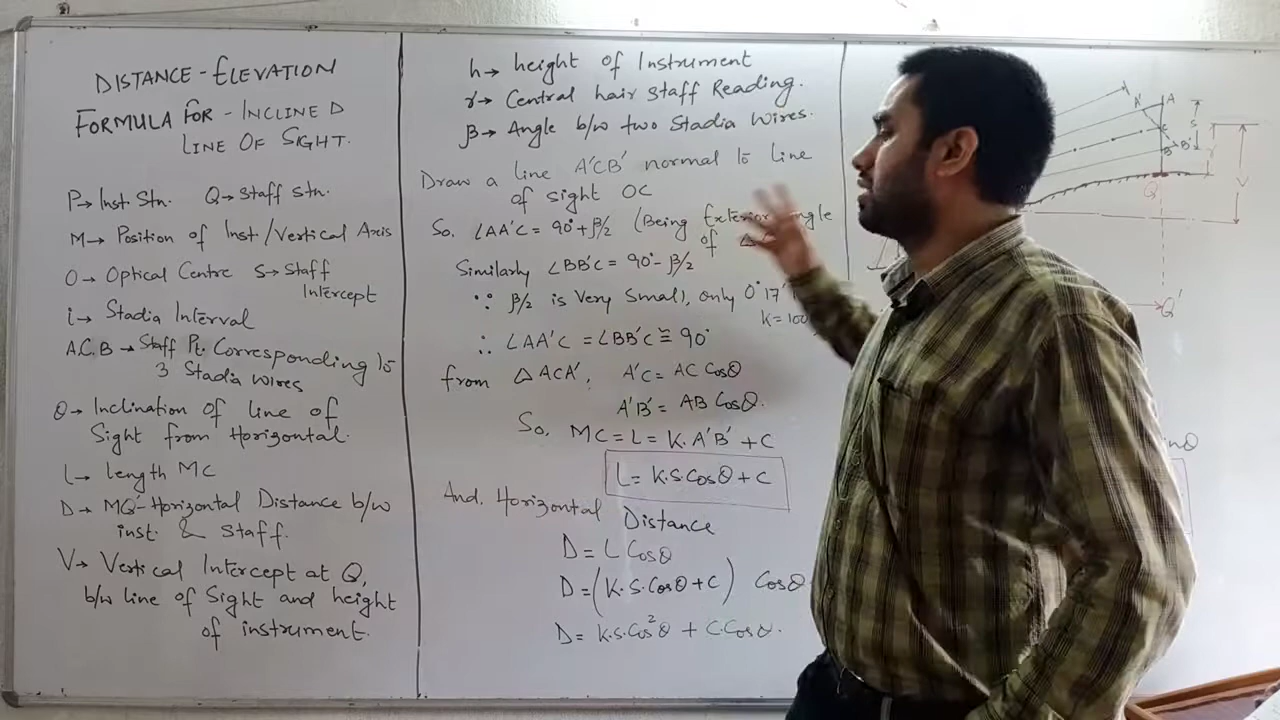 DISTANCE-ELEVATION
FORMULA FOR - INCLINED
LINE OF SIGHT.
P→ Inst. Stn. Q→ Staff stn.
M→ Position of Inst/Vertical Axis
O→ Optical Centre S→ Staff
Intercept
i→ Stadia Interval
A.C.B → Staff Pt. Corresponding to
3 Stadia wires
θ→ Inclination of line of
Sight from Horizontal.
L→ length MC
D→ MQ' Horizontal Distance b/w
inst. & Staff.
V→ Vertical Intercept at Q,
b/w line of Sight and height
of instrument.
h→ height of Instrument
r→ Central hair staff Reading.
β→ Angle b/w two Stadia wires.
Draw a line A'CB' normal to line
of sight OC
So. ∠AA'C = 90°+β/2 (Being Exterior Angle
of Δ
Similarly ∠BB'C = 90°-β/2
∵ β/2 is very small, only 0°17'
K=100
∴ ∠AA'C = ∠BB'C ≅ 90°
from ΔACA', A'C = AC Cosθ
A'B' = AB Cosθ.
So, MC = L = K.A'B' + C
L = K.S.Cosθ + C
And. Horizontal Distance
D = L Cosθ
D = (K.S.Cosθ + C) Cosθ
D = K.S.Cos²θ + C.Cosθ.
A' A
S
C
B B'
V
Q
Q'
inθ